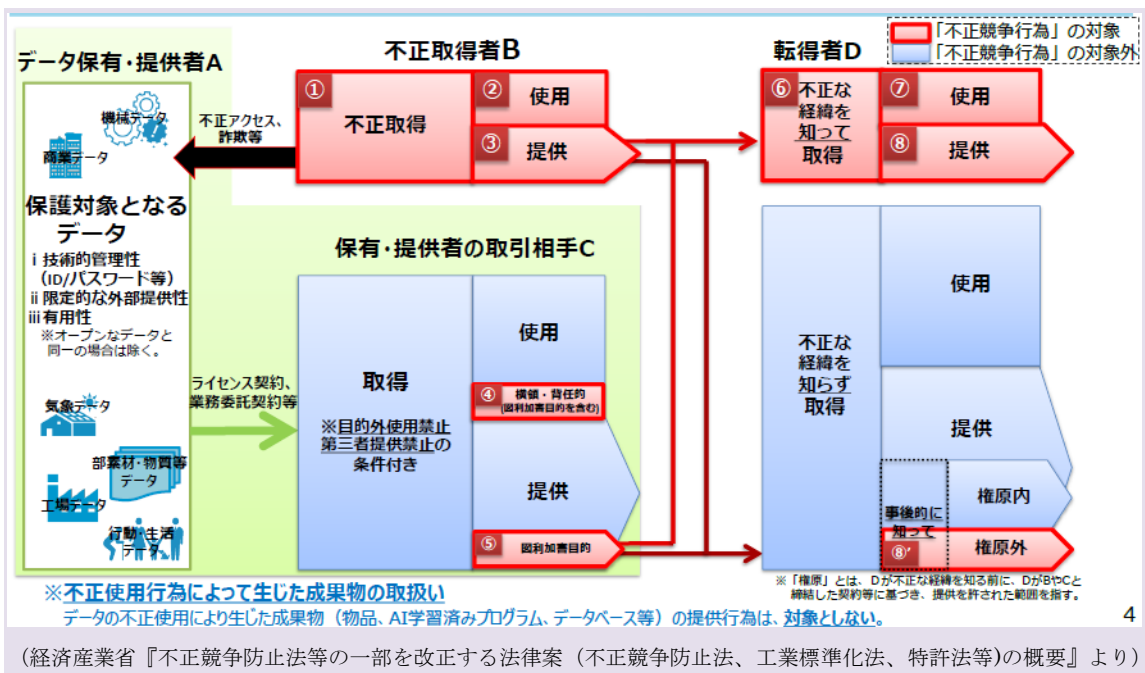 「不正競争行為」の対象
「不正競争行為」の対象外
データ保有・提供者A
不正取得者B
転得者D
機械データ
商業データ
不正アクセス、
詐欺等
①
不正取得
②
使用
③
提供
⑥
不正な
経緯を
知って
取得
⑦
使用
⑧
提供
保護対象となる
データ
ⅰ技術的管理性
(ID/パスワード等)
ⅱ限定的な外部提供性
ⅲ有用性
※オープンなデータと
同一の場合は除く。
気象データ
部素材・物質等
データ
工場データ
行動・生活
データ
ライセンス契約、
業務委託契約等
保有・提供者の取引相手C
取得
※目的外使用禁止
第三者提供禁止の
条件付き
使用
④
横領・背任的
(図利加害目的を含む)
提供
⑤
図利加害目的
不正な
経緯を
知らず
取得
使用
提供
事後的に
知って
権原内
⑧’
権原外
※「権原」とは、Dが不正な経緯を知る前に、DがBやCと
締結した契約等に基づき、提供を許された範囲を指す。
※不正使用行為によって生じた成果物の取扱い
データの不正使用により生じた成果物（物品、AI学習済みプログラム、データベース等）の提供行為は、対象としない。
4
（経済産業省『不正競争防止法等の一部を改正する法律案（不正競争防止法、工業標準化法、特許法等)の概要』より）